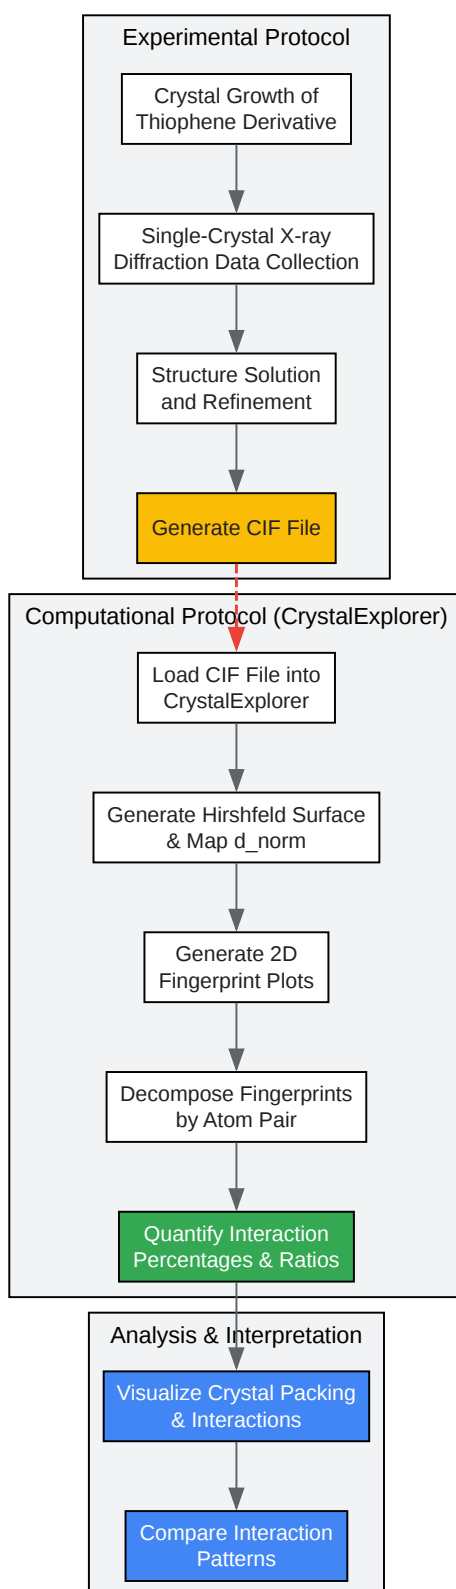 Experimental Protocol
Crystal Growth of
Thiophene Derivative
Single-Crystal X-ray
Diffraction Data Collection
Structure Solution
and Refinement
Generate CIF File
Computational Protocol (CrystalExplorer)
Load CIF File into
CrystalExplorer
Generate Hirshfeld Surface
& Map d_norm
Generate 2D
Fingerprint Plots
Decompose Fingerprints
by Atom Pair
Quantify Interaction
Percentages & Ratios
Analysis & Interpretation
Visualize Crystal Packing
& Interactions
Compare Interaction
Patterns